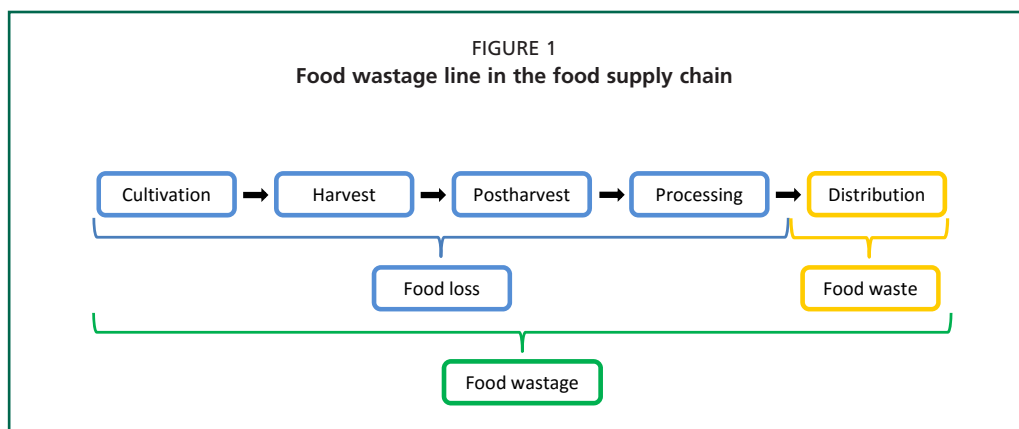 FIGURE 1
Food wastage line in the food supply chain
Cultivation
Harvest
Postharvest
Processing
Distribution
Food loss
Food waste
Food wastage